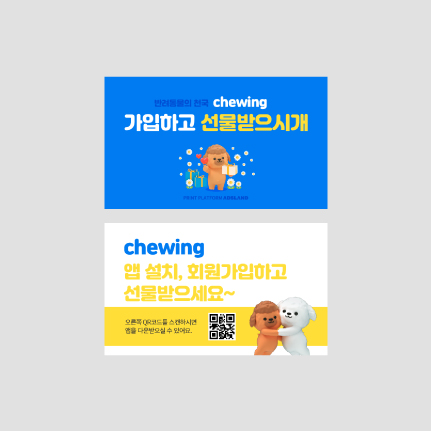 반려동물의 천국 chewing
가입하고 선물받으시개
PRINT PLATFORM ADSLAND
chewing
앱 설치, 회원가입하고
선물받으세요~
오른쪽 QR코드를 스캔하시면
앱을 다운받으실 수 있어요.